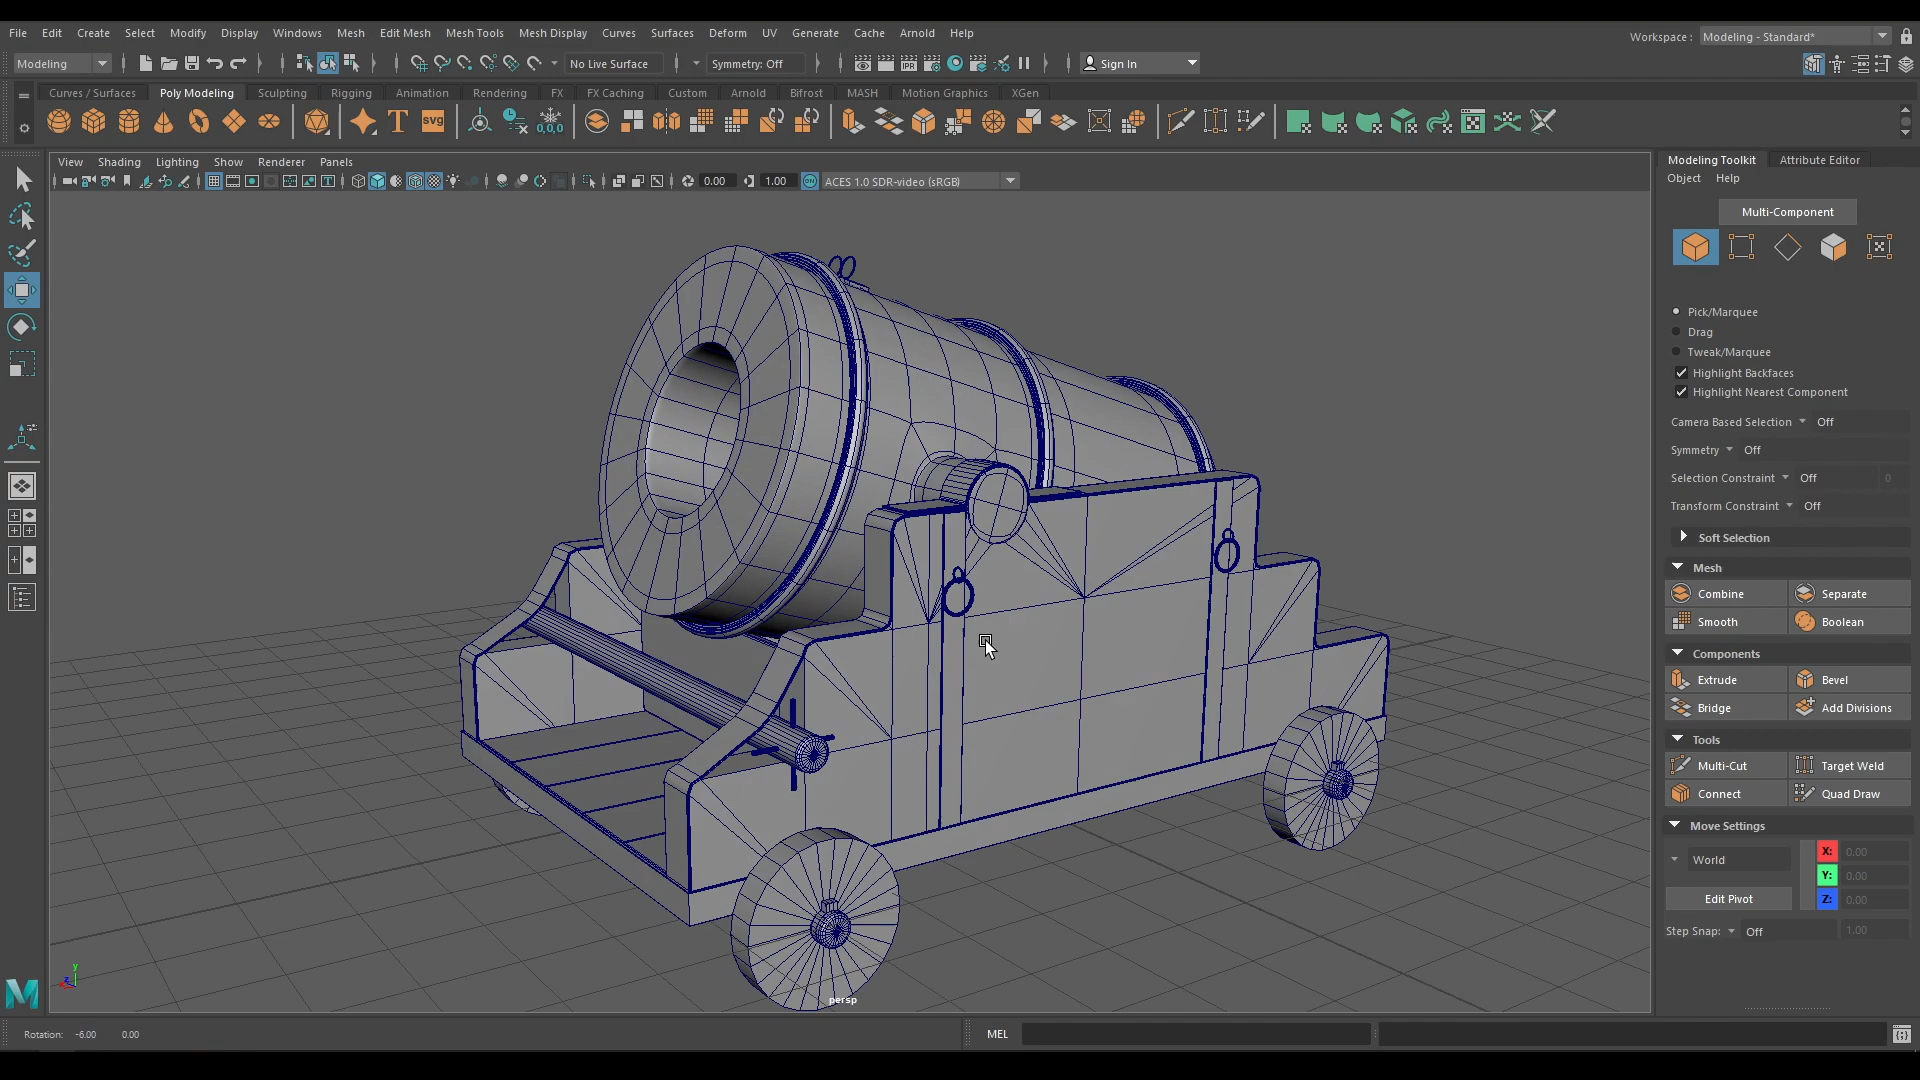 File Edit Create Select Modify Display Windows Mesh Edit Mesh Mesh Tools Mesh Display Curves Surfaces Deform UV Generate Cache Arnold Help
Workspace : Modeling - Standard*
Modeling No Live Surface Symmetry: Off Sign In
Curves / Surfaces Poly Modeling Sculpting Rigging Animation Rendering FX FX Caching Custom Arnold Bifrost MASH Motion Graphics XGen
T svg 0,0,0
View Shading Lighting Show Renderer Panels
0.00 1.00 ACES 1.0 SDR-video (sRGB)
Modeling Toolkit Attribute Editor
Object Help
Multi-Component
Pick/Marquee
Drag
Tweak/Marquee
Highlight Backfaces
Highlight Nearest Component
Camera Based Selection Off
Symmetry Off
Selection Constraint Off 0
Transform Constraint Off
Soft Selection
Mesh
Combine Separate
Smooth Boolean
Components
Extrude Bevel
Bridge Add Divisions
Tools
Multi-Cut Target Weld
Connect Quad Draw
Move Settings
World X: 0.00
Y: 0.00
Edit Pivot Z: 0.00
Step Snap: Off 1.00
y
z
persp
M
Rotation: -6.00 0.00 MEL